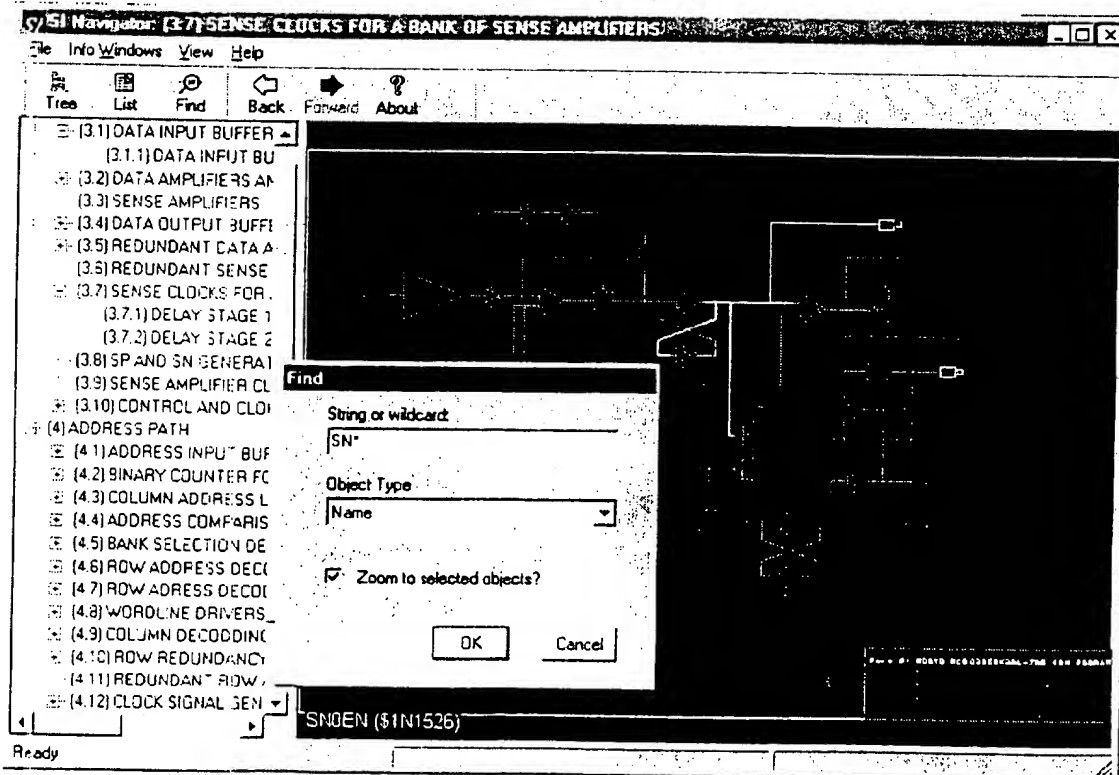 SI Navigator: (3.7) SENSE CLOCKS FOR A BANK OF SENSE AMPLIFIERS
File Info Windows View Help
Tree List Find Back Forward About
(3.1) DATA INPUT BUFFER
(3.1.1) DATA INPUT BU
(3.2) DATA AMPLIFIERS AN
(3.3) SENSE AMPLIFIERS
(3.4) DATA OUTPUT BUFFE
(3.5) REDUNDANT DATA A
(3.6) REDUNDANT SENSE
(3.7) SENSE CLOCKS FOR
(3.7.1) DELAY STAGE 1
(3.7.2) DELAY STAGE 2
(3.8) SP AND SN GENERAT
(3.9) SENSE AMPLIFIER CL
(3.10) CONTROL AND CLO
(4) ADDRESS PATH
(4.1) ADDRESS INPUT BUF
(4.2) BINARY COUNTER FO
(4.3) COLUMN ADDRESS L
(4.4) ADDRESS COMPARIS
(4.5) BANK SELECTION DE
(4.6) ROW ADDRESS DECO
(4.7) ROW ADRESS DECOD
(4.8) WORDLINE DRIVERS_
(4.9) COLUMN DECODDING
(4.10) ROW REDUNDANCY
(4.11) REDUNDANT ROW
(4.12) CLOCK SIGNAL GEN
Find
String or wildcard:
SN*
Object Type
Name
Zoom to selected objects?
OK Cancel
SN0EN ($1N1526)
Ready